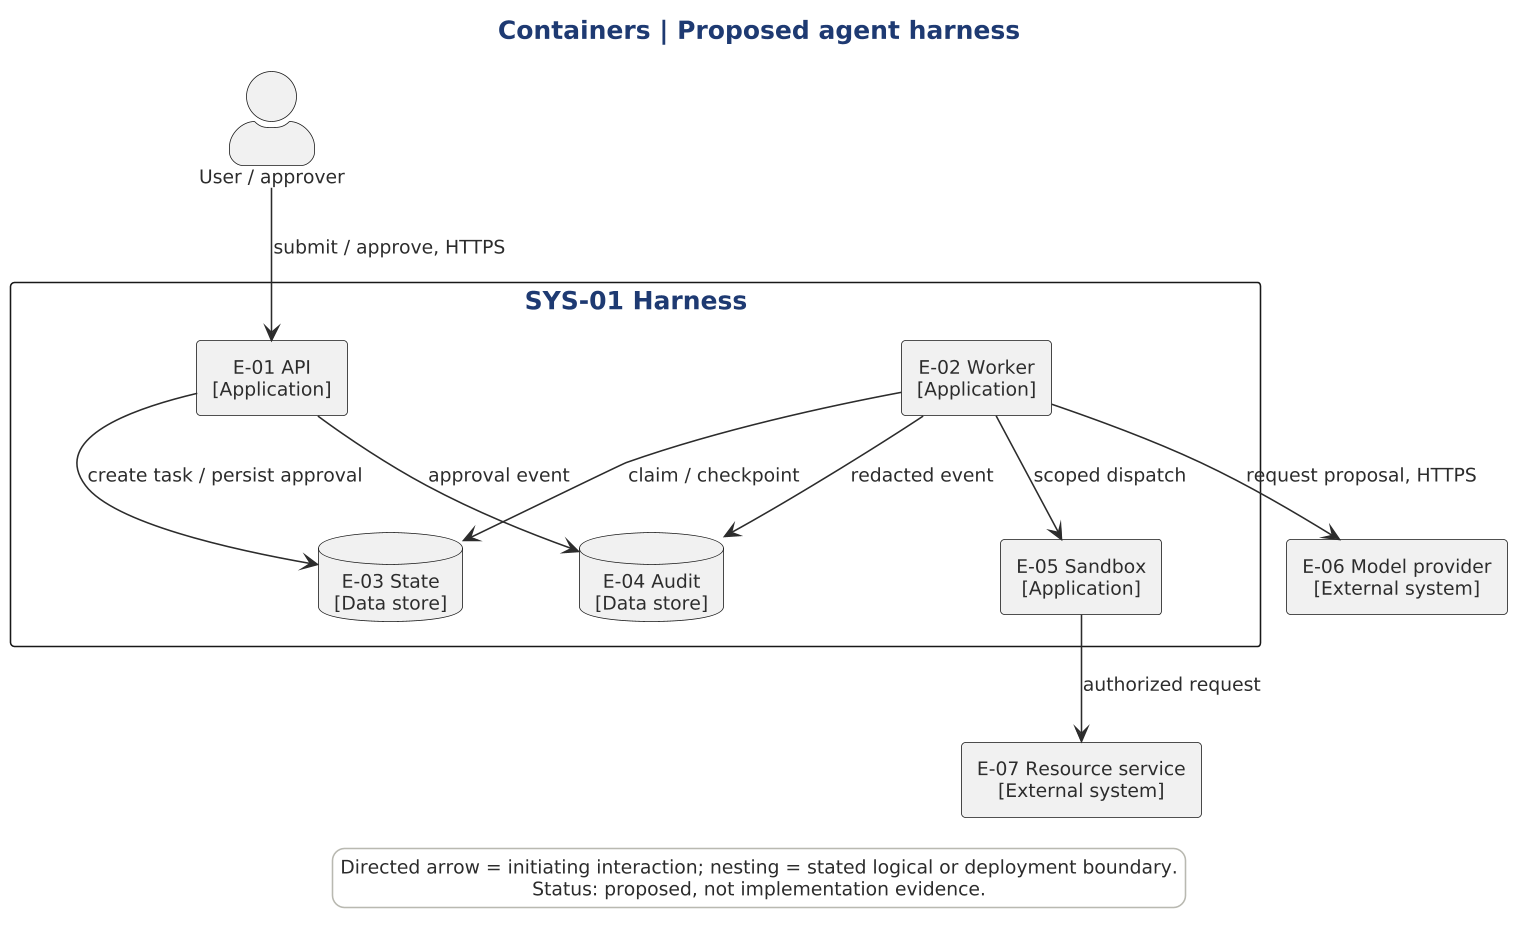 Containers | Proposed agent harness
User / approver
submit / approve, HTTPS
SYS-01 Harness
E-01 API
[Application]
E-02 Worker
[Application]
create task / persist approval
approval event
claim / checkpoint
redacted event
scoped dispatch
request proposal, HTTPS
E-03 State
[Data store]
E-04 Audit
[Data store]
E-05 Sandbox
[Application]
E-06 Model provider
[External system]
authorized request
E-07 Resource service
[External system]
Directed arrow = initiating interaction; nesting = stated logical or deployment boundary.
Status: proposed, not implementation evidence.